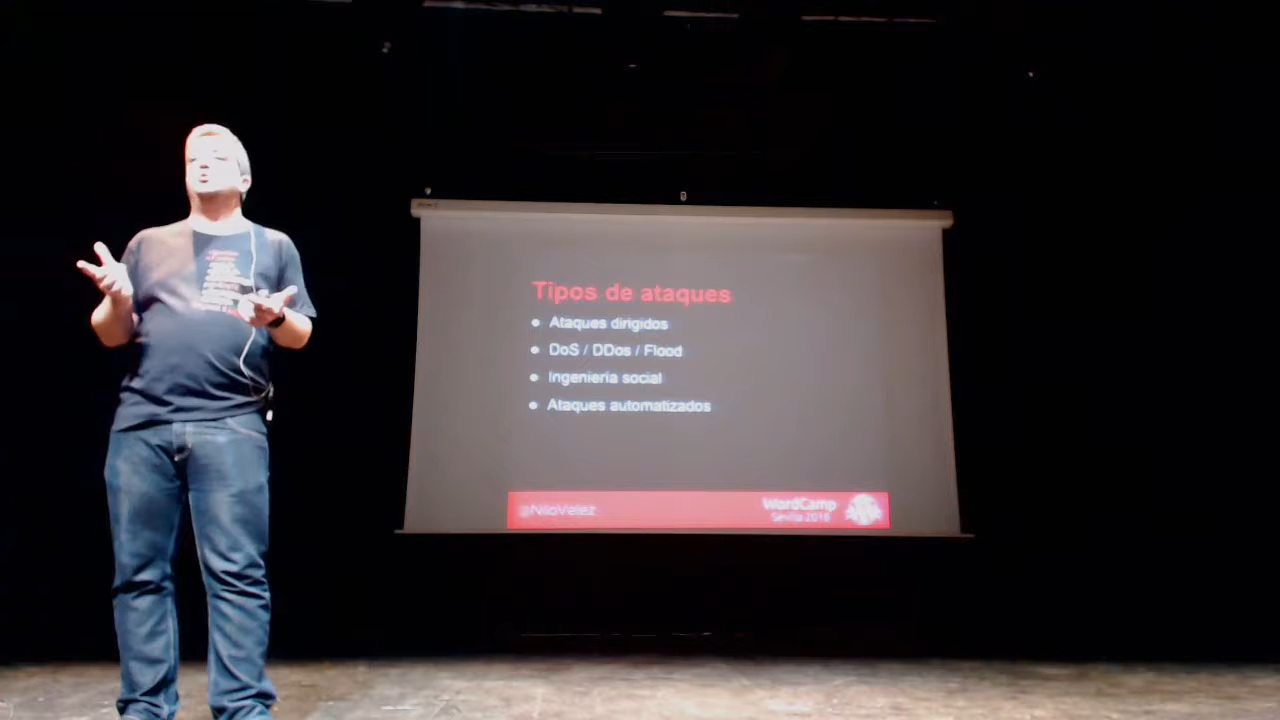 Tipos de ataques
Ataques dirigidos
DoS / DDos / Flood
Ingeniería social
Ataques automatizados
@NiloVelez
WordCamp
Sevilla 2016